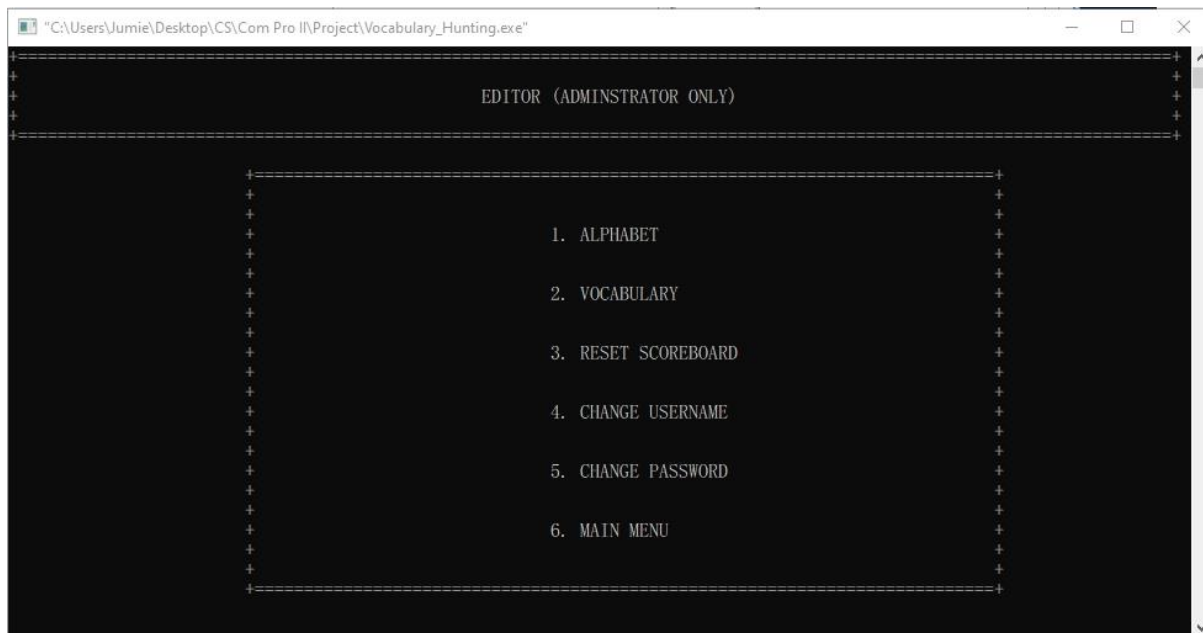 "C:\Users\Jumie\Desktop\CS\Com Pro II\Project\Vocabulary_Hunting.exe"
EDITOR (ADMINSTRATOR ONLY)
1. ALPHABET
2. VOCABULARY
3. RESET SCOREBOARD
4. CHANGE USERNAME
5. CHANGE PASSWORD
6. MAIN MENU